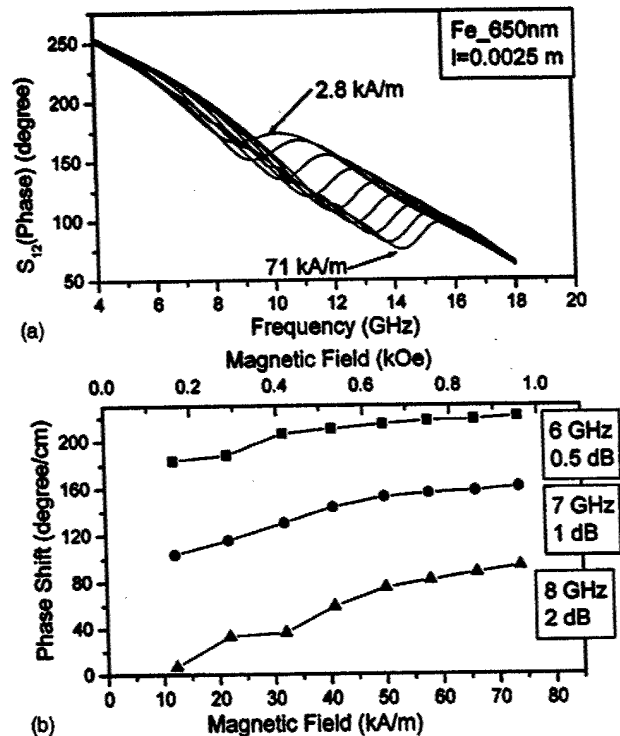 Fe_650nm
l=0.0025 m
250
200
150
100
50
S12(Phase) (degree)
2.8 kA/m
71 kA/m
4 6 8 10 12 14 16 18 20
(a)
Frequency (GHz)
Magnetic Field (kOe)
0.0 0.2 0.4 0.6 0.8 1.0
200
160
120
80
40
0
Phase Shift (degree/cm)
6 GHz
0.5 dB
7 GHz
1 dB
8 GHz
2 dB
0 10 20 30 40 50 60 70 80
(b)
Magnetic Field (kA/m)